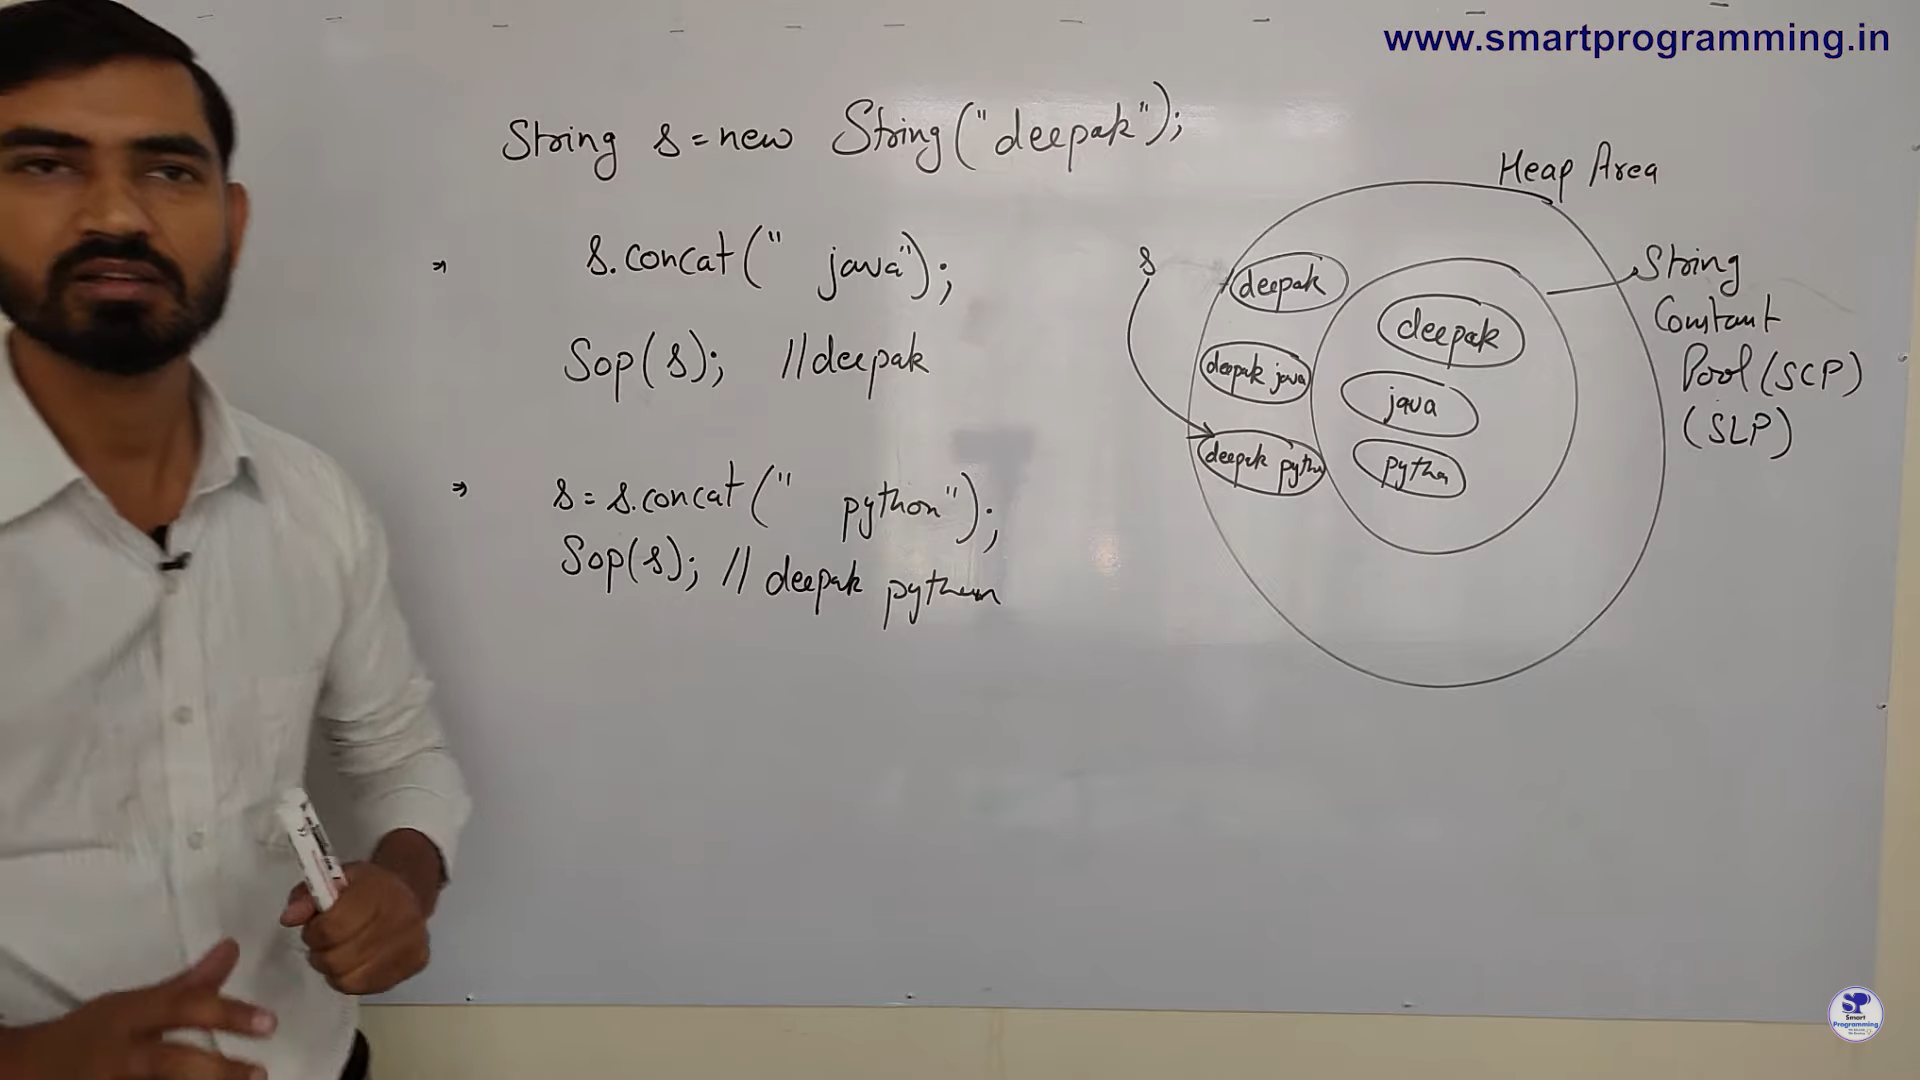 www.smartprogramming.in
String s = new String("deepak");
⇒ s.concat(" java");
Sop(s); //deepak
⇒ s = s.concat(" python");
Sop(s); // deepak python
Heap Area
s
deepak
deepak java
deepak pytho
deepak
java
python
String
Constant
Pool (SCP)
(SLP)
SP
Smart
Programming